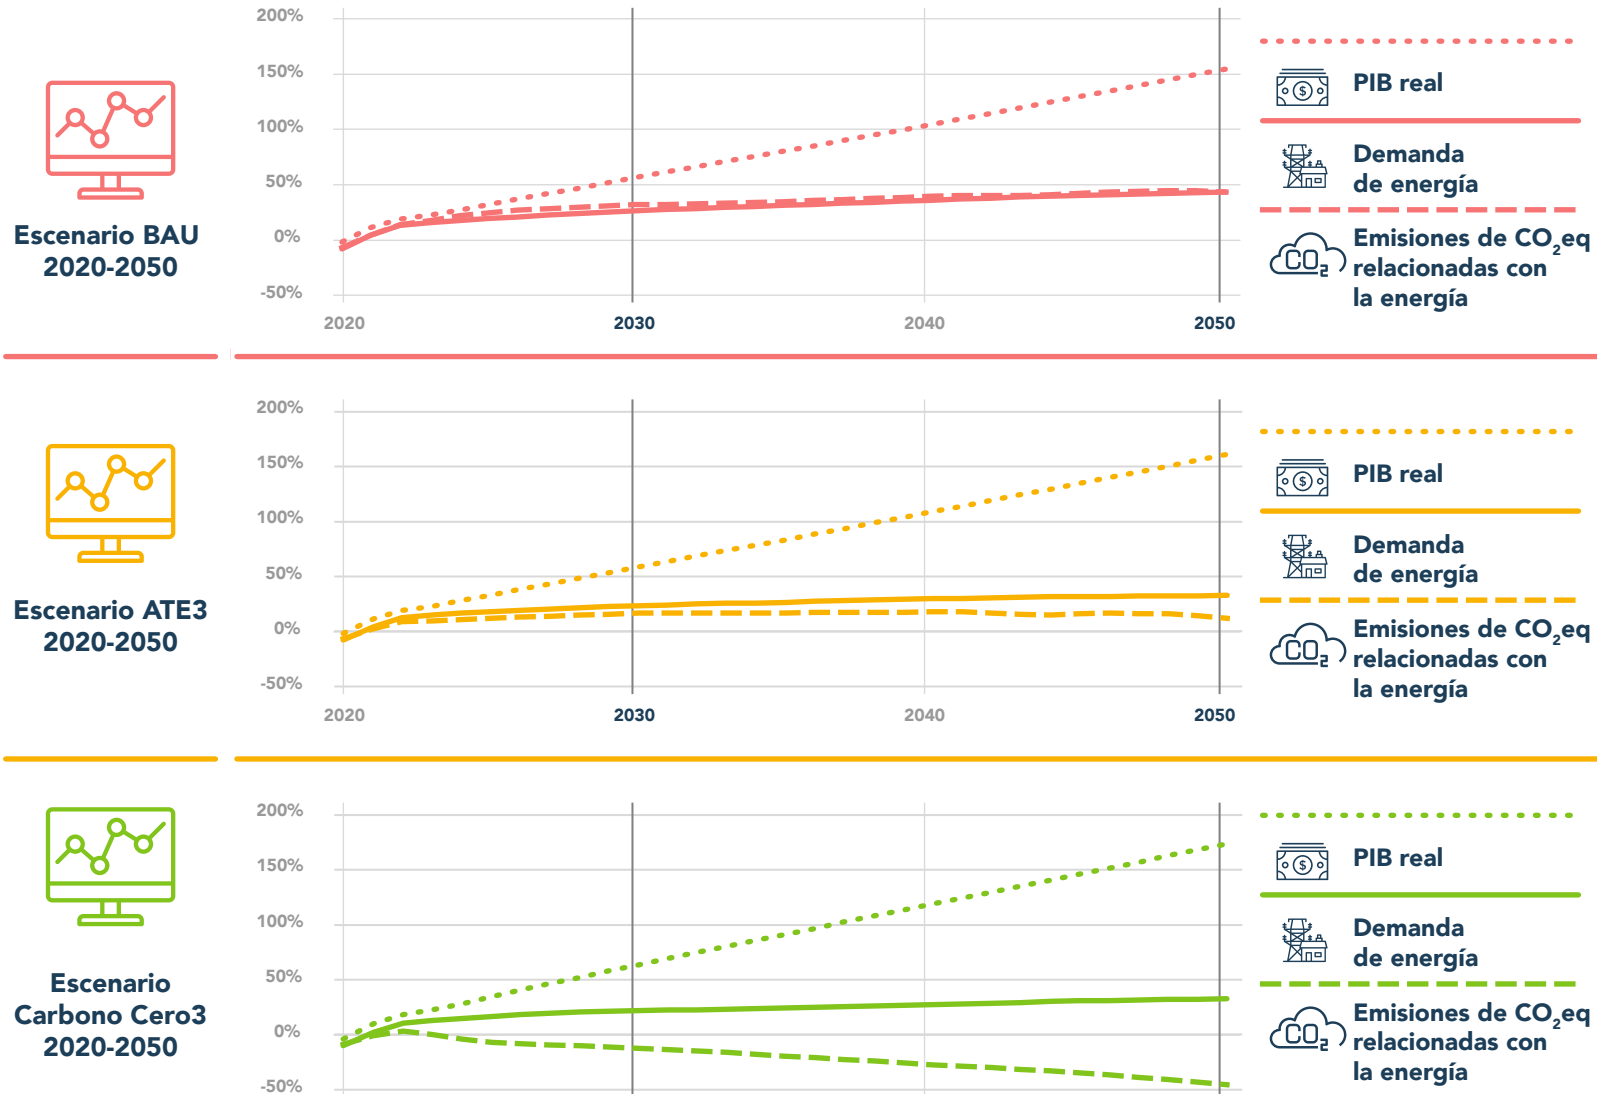 200%
150%
100%
50%
0%
-50%
2020
2030
2040
2050
Escenario BAU
2020-2050
PIB real
Demanda
de energía
Emisiones de CO₂eq
relacionadas con
la energía
CO₂
200%
150%
100%
50%
0%
-50%
2020
2030
2040
2050
Escenario ATE3
2020-2050
PIB real
Demanda
de energía
Emisiones de CO₂eq
relacionadas con
la energía
CO₂
200%
150%
100%
50%
0%
-50%
Escenario
Carbono Cero3
2020-2050
PIB real
Demanda
de energía
Emisiones de CO₂eq
relacionadas con
la energía
CO₂